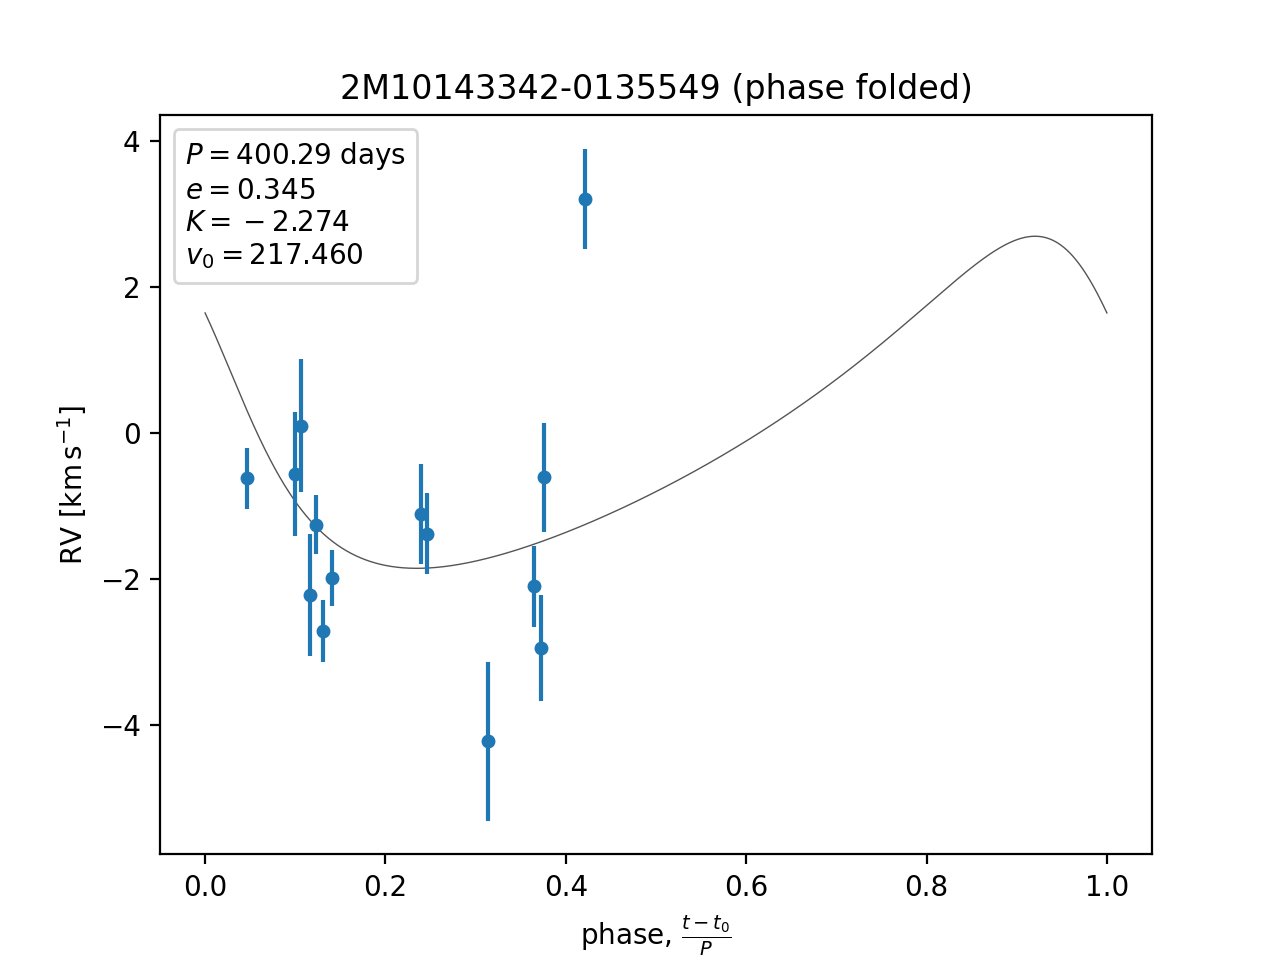 2M10143342-0135549 (phase folded)
P = 400.29 days
e = 0.345
K = −2.274
v₀ = 217.460
4
2
0
−2
−4
RV [km s⁻¹]
0.0 0.2 0.4 0.6 0.8 1.0
phase, (t − t₀)/P